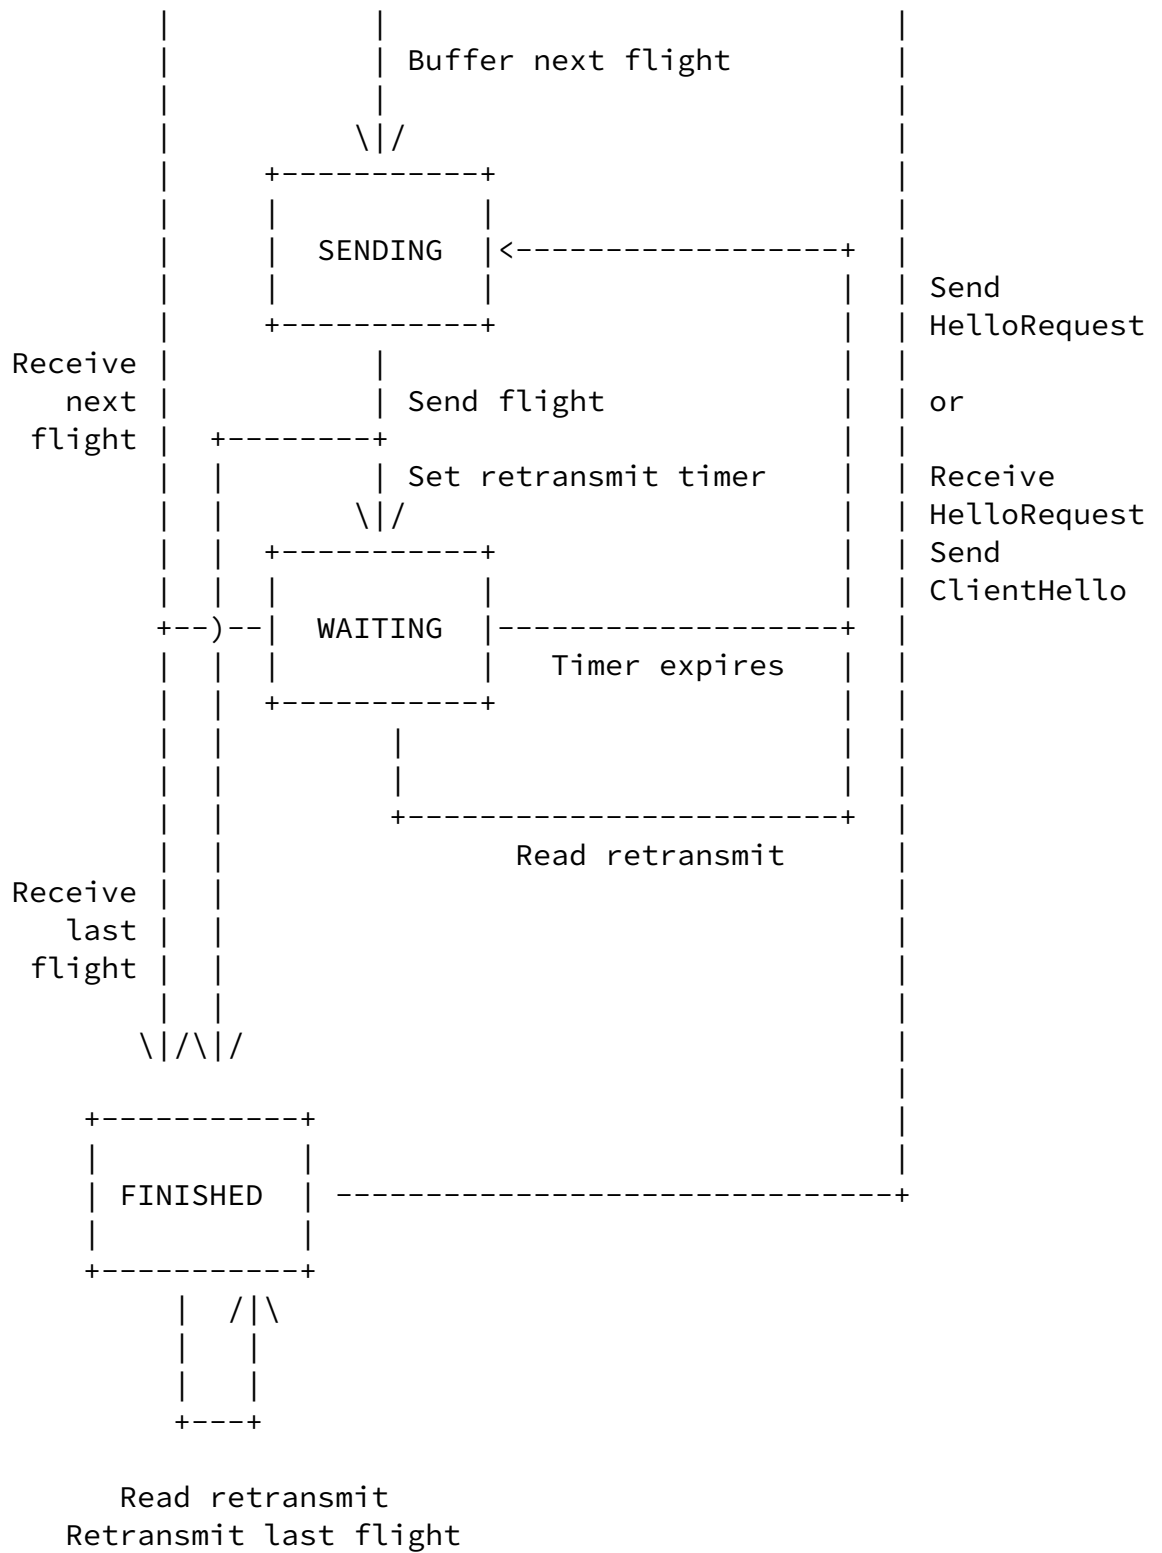 Buffer next flight
SENDING
Send
HelloRequest
Receive
next
flight
Send flight
or
Set retransmit timer
Receive
HelloRequest
Send
ClientHello
WAITING
Timer expires
Read retransmit
Receive
last
flight
FINISHED
Read retransmit
Retransmit last flight